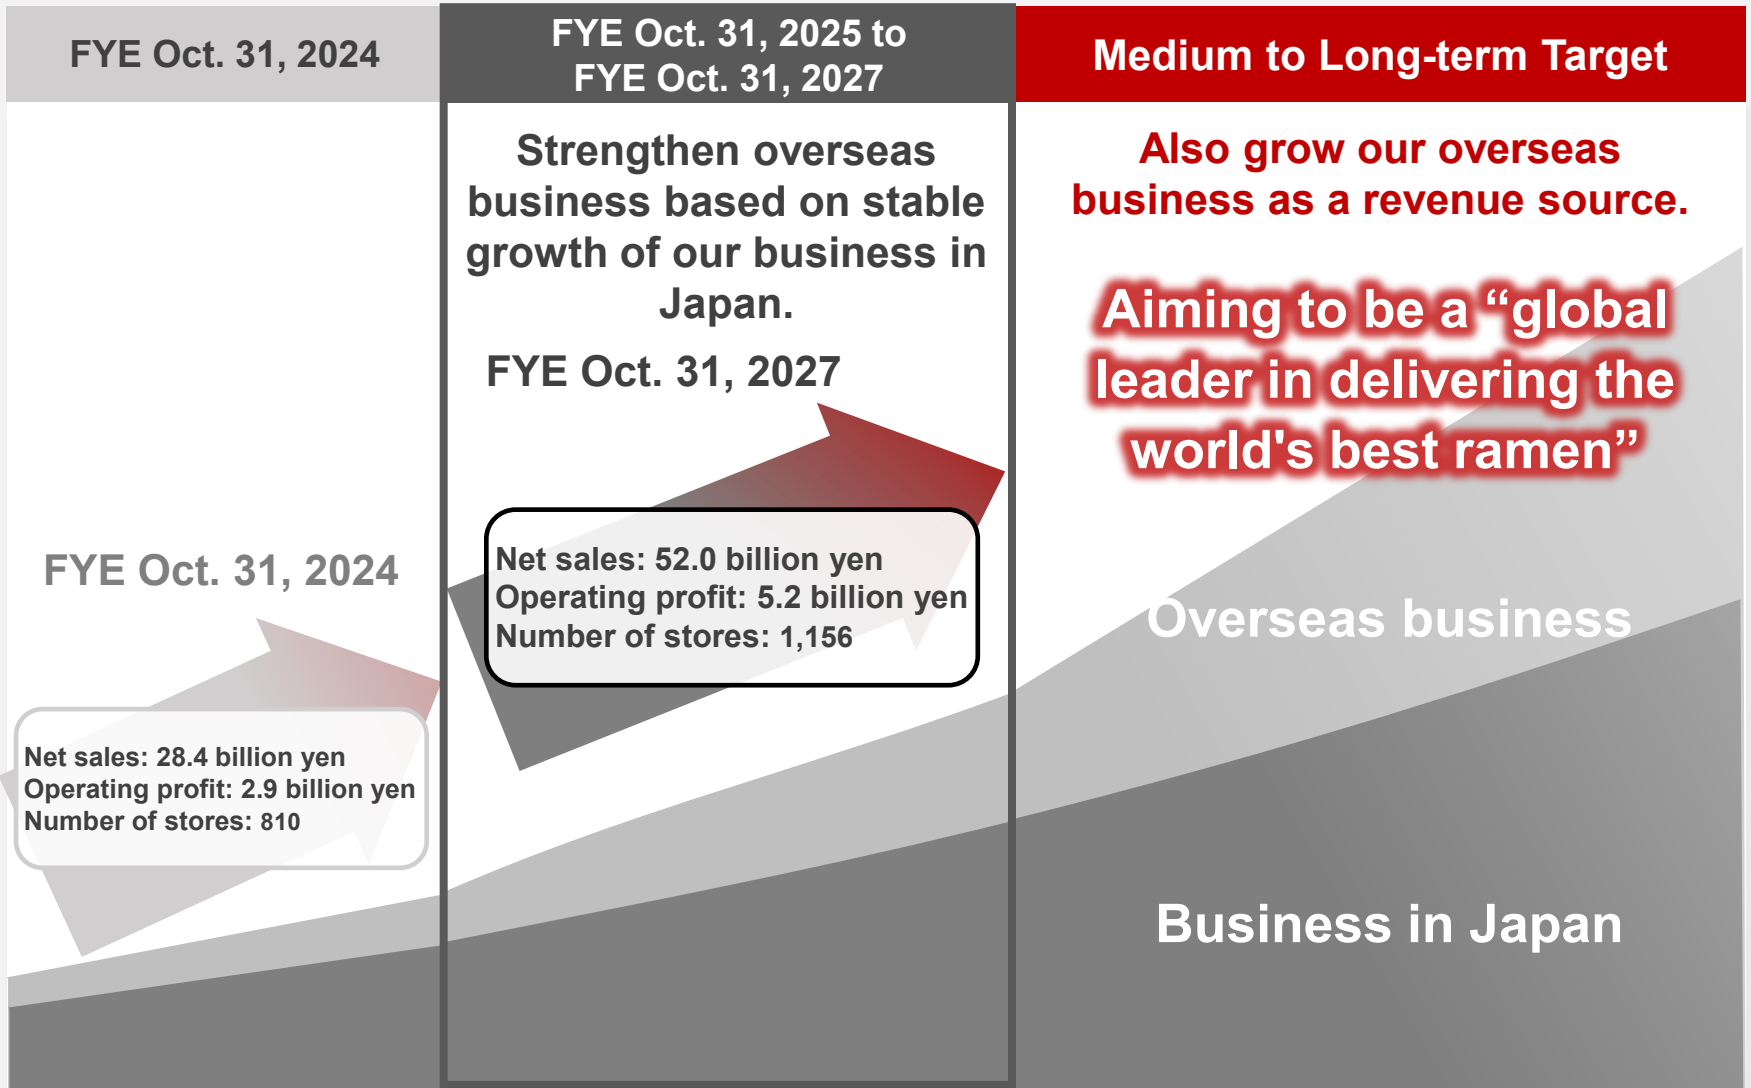 FYE Oct. 31, 2024
FYE Oct. 31, 2024
Net sales: 28.4 billion yen
Operating profit: 2.9 billion yen
Number of stores: 810
FYE Oct. 31, 2025 to
FYE Oct. 31, 2027
Strengthen overseas
business based on stable
growth of our business in
Japan.
FYE Oct. 31, 2027
Net sales: 52.0 billion yen
Operating profit: 5.2 billion yen
Number of stores: 1,156
Medium to Long-term Target
Also grow our overseas
business as a revenue source.
Aiming to be a “global
leader in delivering the
world's best ramen”
Overseas business
Business in Japan